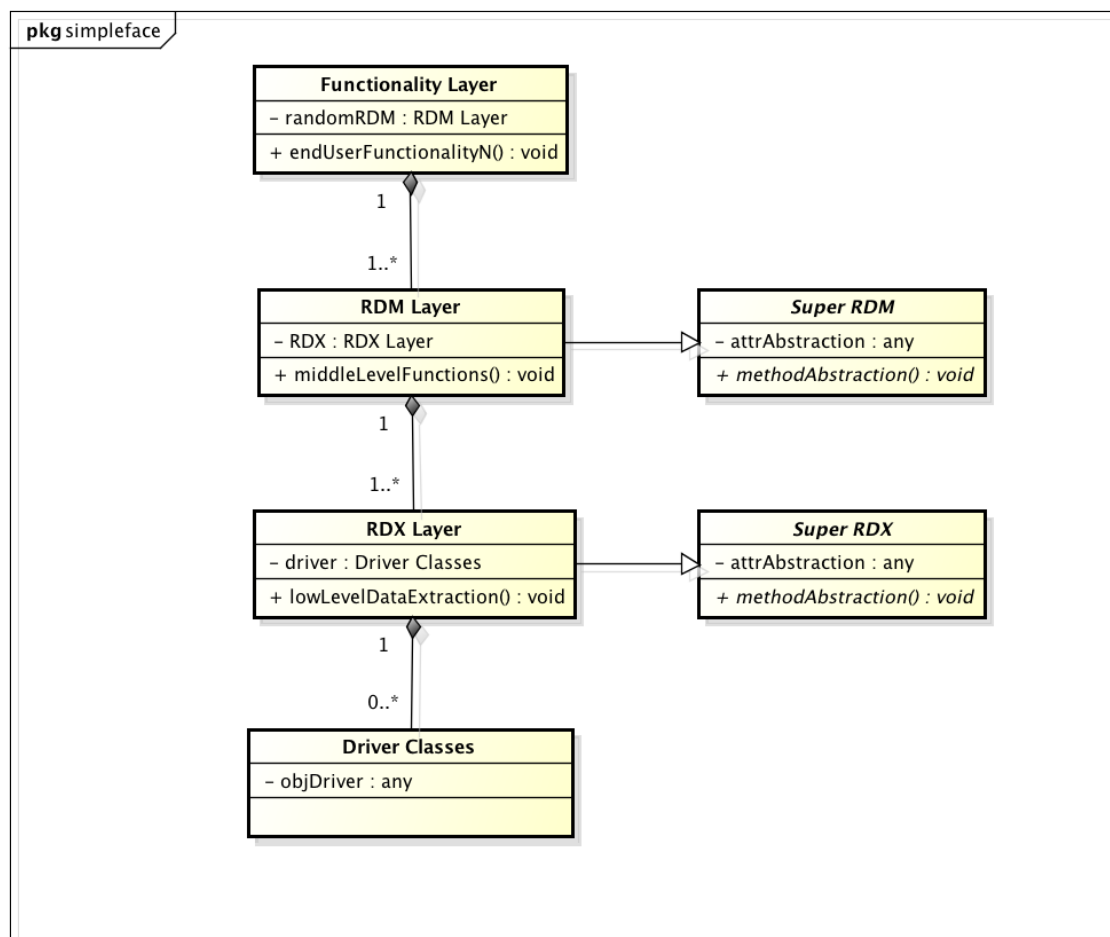 pkg simpleface
Functionality Layer
– randomRDM : RDM Layer
+ endUserFunctionalityN() : void
1
1..*
RDM Layer
– RDX : RDX Layer
+ middleLevelFunctions() : void
Super RDM
– attrAbstraction : any
+ methodAbstraction() : void
1
1..*
RDX Layer
– driver : Driver Classes
+ lowLevelDataExtraction() : void
Super RDX
– attrAbstraction : any
+ methodAbstraction() : void
1
0..*
Driver Classes
– objDriver : any